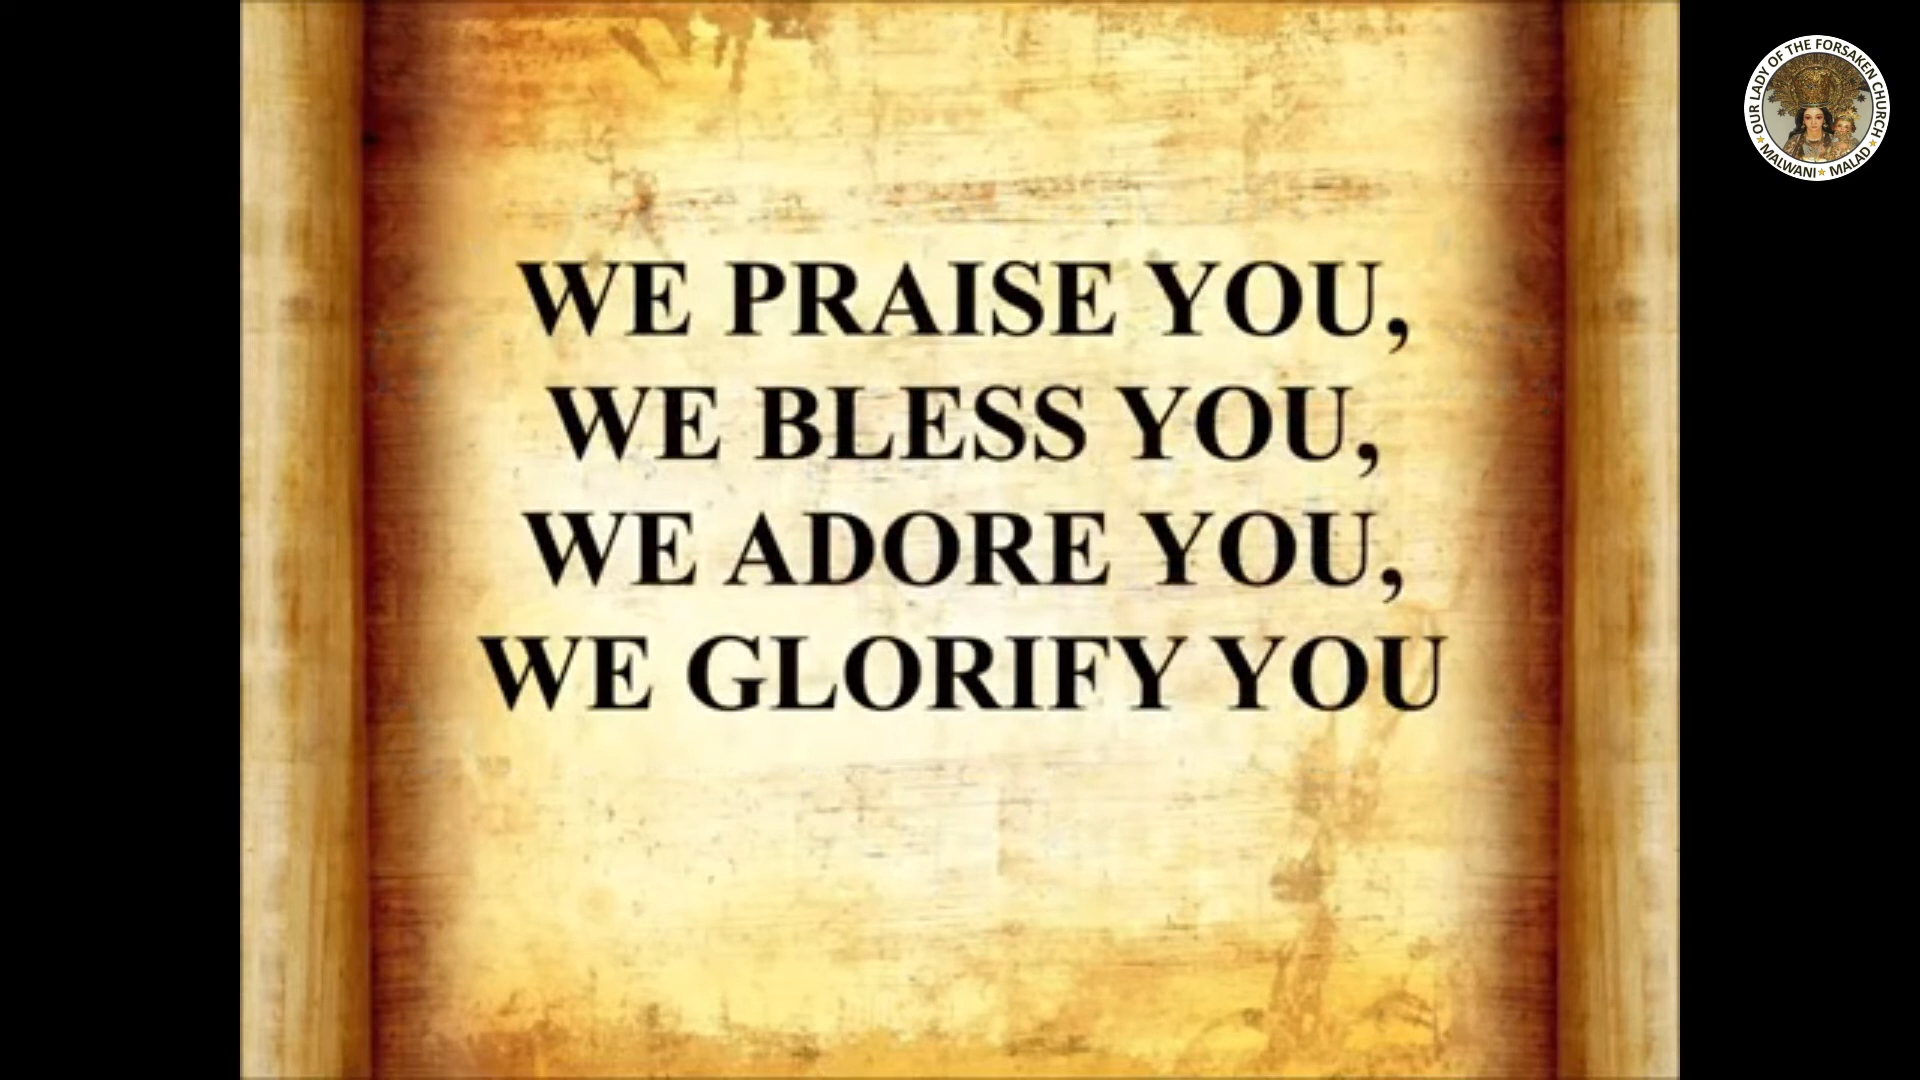 WE PRAISE YOU,
WE BLESS YOU,
WE ADORE YOU,
WE GLORIFY YOU
OUR LADY OF THE FORSAKEN CHURCH
MALWANI MALAD